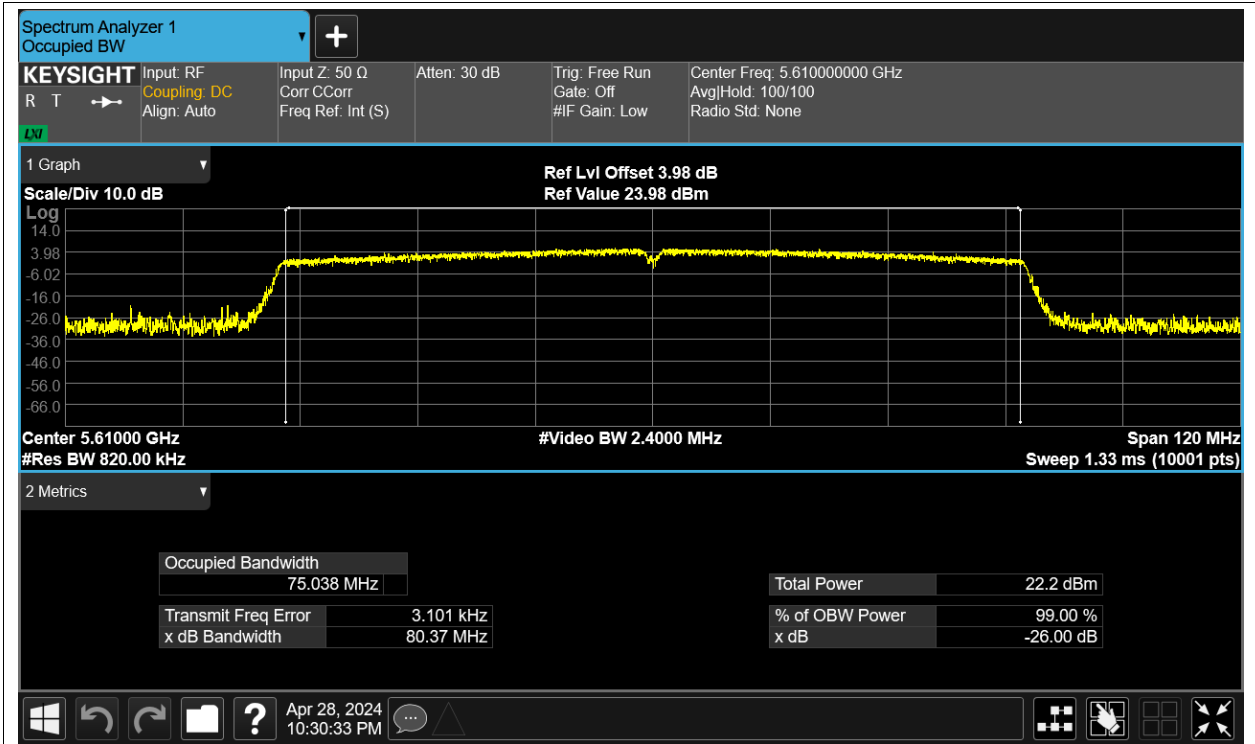 Spectrum Analyzer 1
Occupied BW
▼
+
KEYSIGHT
R T
LXI
Input: RF
Coupling: DC
Align: Auto
Input Z: 50 Ω
Corr CCorr
Freq Ref: Int (S)
Atten: 30 dB
Trig: Free Run
Gate: Off
#IF Gain: Low
Center Freq: 5.610000000 GHz
Avg|Hold: 100/100
Radio Std: None
1 Graph ▼
Scale/Div 10.0 dB
Ref Lvl Offset 3.98 dB
Ref Value 23.98 dBm
Log
14.0
3.98
-6.02
-16.0
-26.0
-36.0
-46.0
-56.0
-66.0
Center 5.61000 GHz
#Res BW 820.00 kHz
#Video BW 2.4000 MHz
Span 120 MHz
Sweep 1.33 ms (10001 pts)
2 Metrics ▼
Occupied Bandwidth
75.038 MHz
Transmit Freq Error 3.101 kHz
x dB Bandwidth 80.37 MHz
Total Power 22.2 dBm
% of OBW Power 99.00 %
x dB -26.00 dB
?
Apr 28, 2024
10:30:33 PM
...